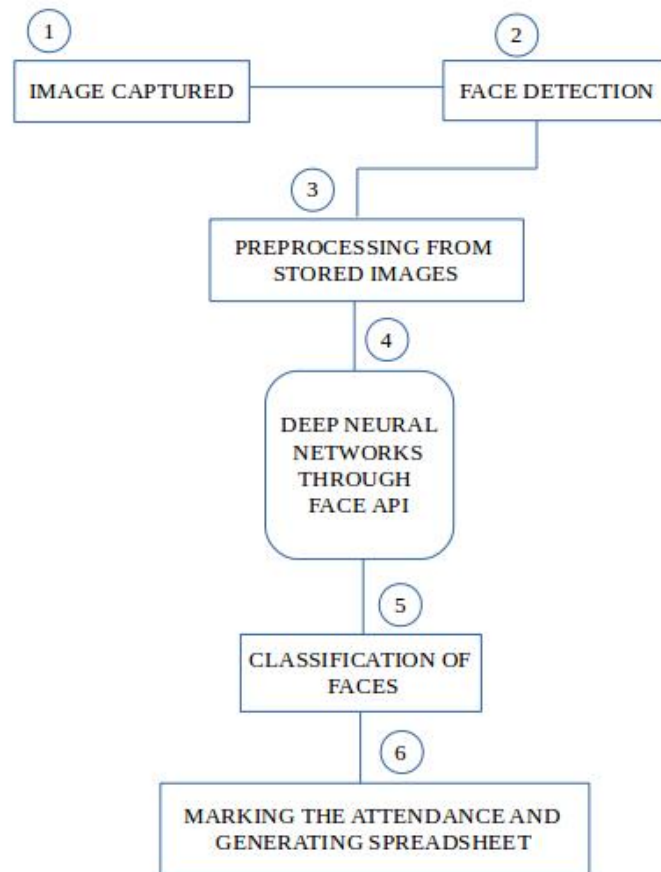 1
IMAGE CAPTURED
2
FACE DETECTION
3
PREPROCESSING FROM
STORED IMAGES
4
DEEP NEURAL
NETWORKS
THROUGH
FACE API
5
CLASSIFICATION OF
FACES
6
MARKING THE ATTENDANCE AND
GENERATING SPREADSHEET